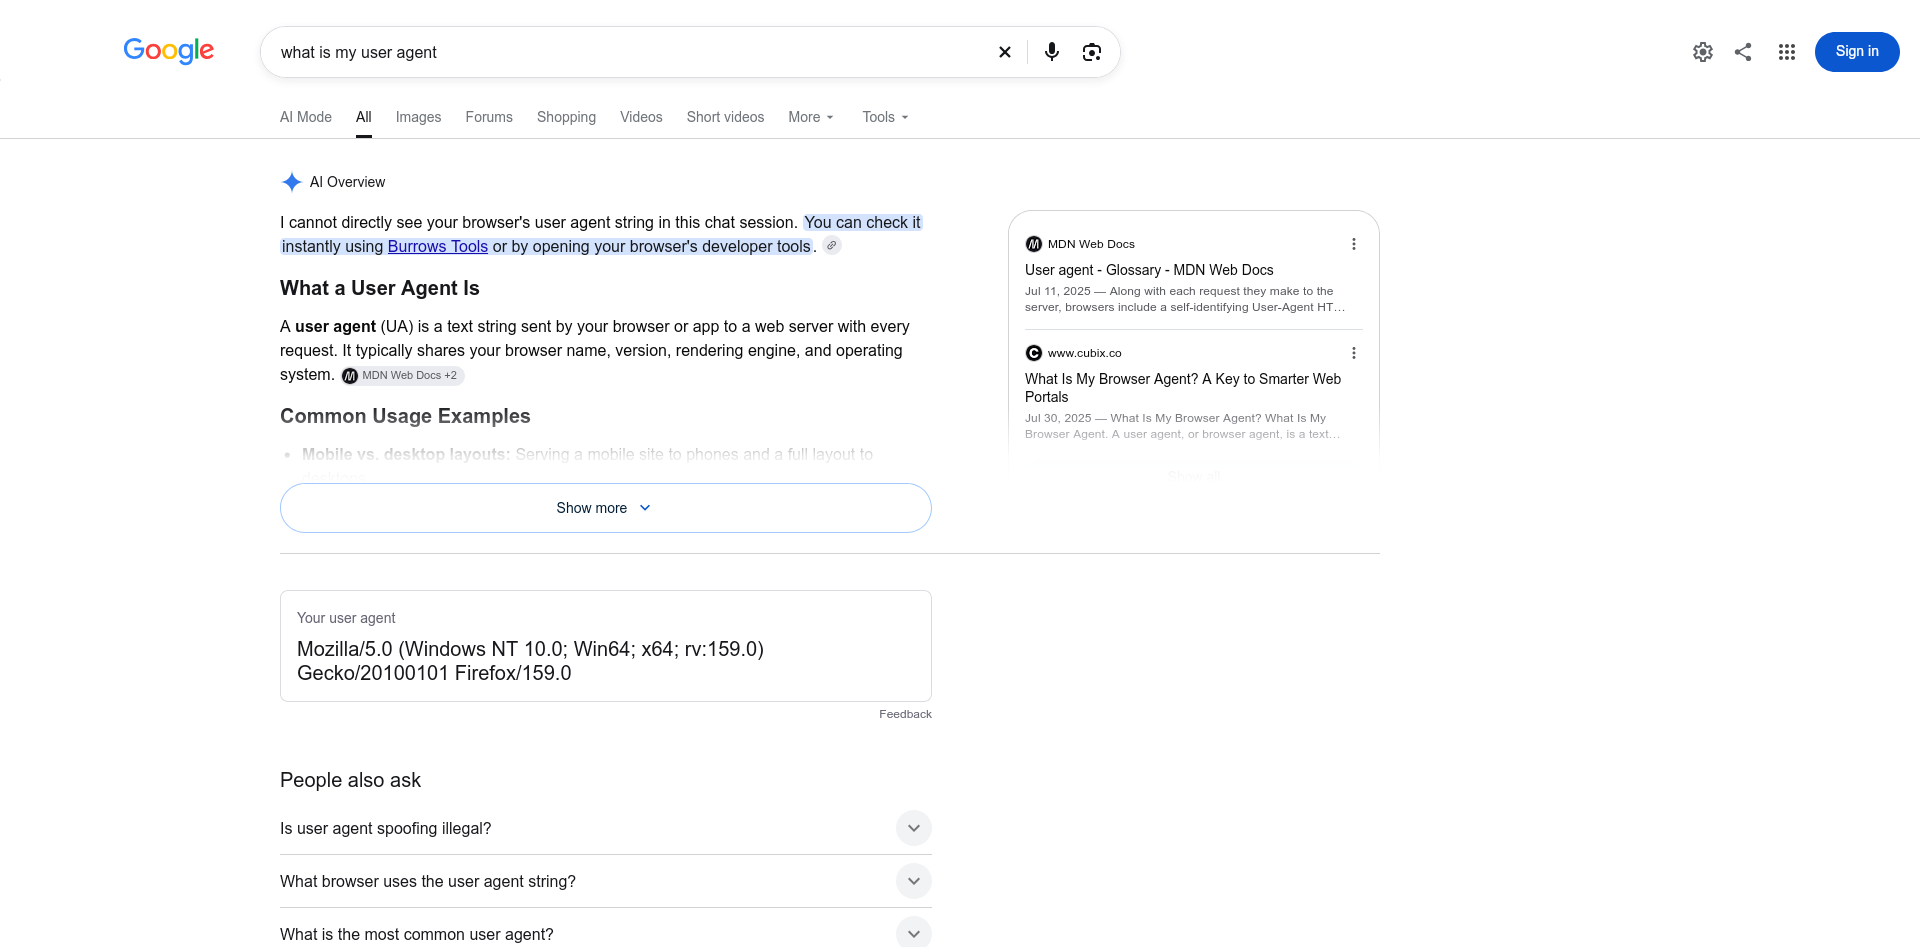 Google
what is my user agent
Sign in
AI Mode
All
Images
Forums
Shopping
Videos
Short videos
More
Tools
AI Overview
I cannot directly see your browser's user agent string in this chat session. You can check it
instantly using Burrows Tools or by opening your browser's developer tools.
What a User Agent Is
A user agent (UA) is a text string sent by your browser or app to a web server with every
request. It typically shares your browser name, version, rendering engine, and operating
system. MDN Web Docs +2
Common Usage Examples
• Mobile vs. desktop layouts: Serving a mobile site to phones and a full layout to
Show more
MDN Web Docs
User agent - Glossary - MDN Web Docs
Jul 11, 2025 — Along with each request they make to the
server, browsers include a self-identifying User-Agent HT…
www.cubix.co
What Is My Browser Agent? A Key to Smarter Web
Portals
Jul 30, 2025 — What Is My Browser Agent? What Is My
Browser Agent. A user agent, or browser agent, is a text…
Show all
Your user agent
Mozilla/5.0 (Windows NT 10.0; Win64; x64; rv:159.0)
Gecko/20100101 Firefox/159.0
Feedback
People also ask
Is user agent spoofing illegal?
What browser uses the user agent string?
What is the most common user agent?